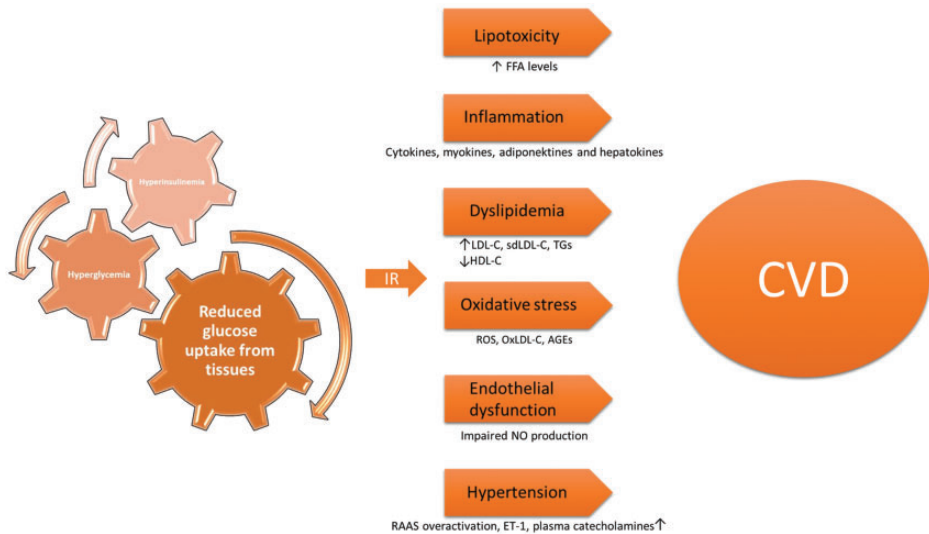 Hyperinsulinemia
Hyperglycemia
Reduced
glucose
uptake from
tissues
IR
Lipotoxicity
↑ FFA levels
Inflammation
Cytokines, myokines, adiponektines and hepatokines
Dyslipidemia
↑LDL-C, sdLDL-C, TGs
↓HDL-C
Oxidative stress
ROS, OxLDL-C, AGEs
Endothelial
dysfunction
Impaired NO production
Hypertension
RAAS overactivation, ET-1, plasma catecholamines↑
CVD